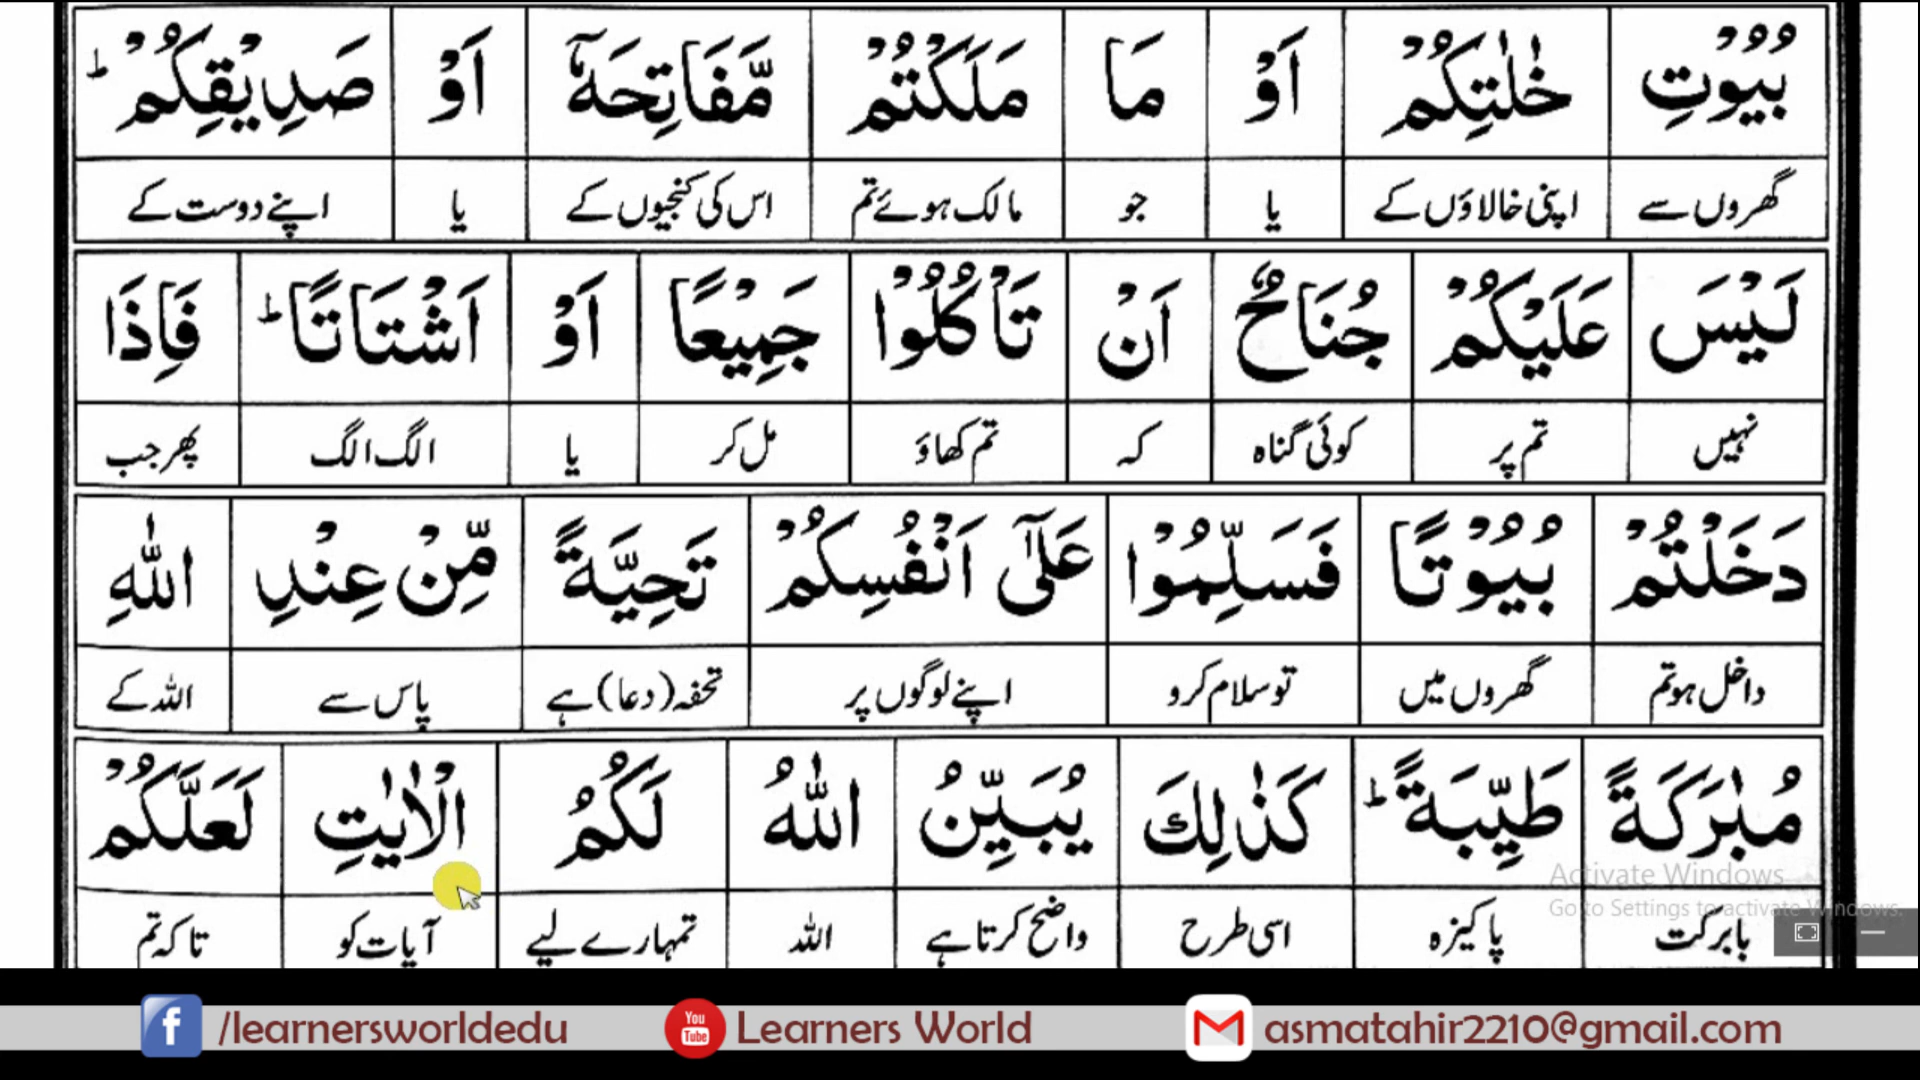 بُيُوْتِ خٰلٰتِكُمْ اَوْ مَا مَلَكْتُمْ مَّفَاتِحَهٗۤ اَوْ صَدِيْقِكُمْ ؕ
گھروں سے اپنی خالاؤں کے یا جو مالک ہوئے تم اس کی کنجیوں کے یا اپنے دوست کے
لَيْسَ عَلَيْكُمْ جُنَاحٌ اَنْ تَاْكُلُوْا جَمِيْعًا اَوْ اَشْتَاتًا ؕ فَاِذَا
نہیں تم پر کوئی گناہ کہ تم کھاؤ مل کر یا الگ الگ پھر جب
دَخَلْتُمْ بُيُوْتًا فَسَلِّمُوْا عَلٰۤى اَنْفُسِكُمْ تَحِيَّةً مِّنْ عِنْدِ اللّٰهِ
داخل ہو تم گھروں میں تو سلام کرو اپنے لوگوں پر تحفہ (دعا) ہے پاس سے اللہ کے
مُبٰرَكَةً طَيِّبَةً ؕ كَذٰلِكَ يُبَيِّنُ اللّٰهُ لَكُمُ الْاٰيٰتِ لَعَلَّكُمْ
بابرکت پاکیزہ اسی طرح واضح کرتا ہے اللہ تمہارے لیے آیات کو تاکہ تم
Activate Windows
Go to Settings to activate Windows.
f /learnersworldedu You Tube Learners World asmatahir2210@gmail.com